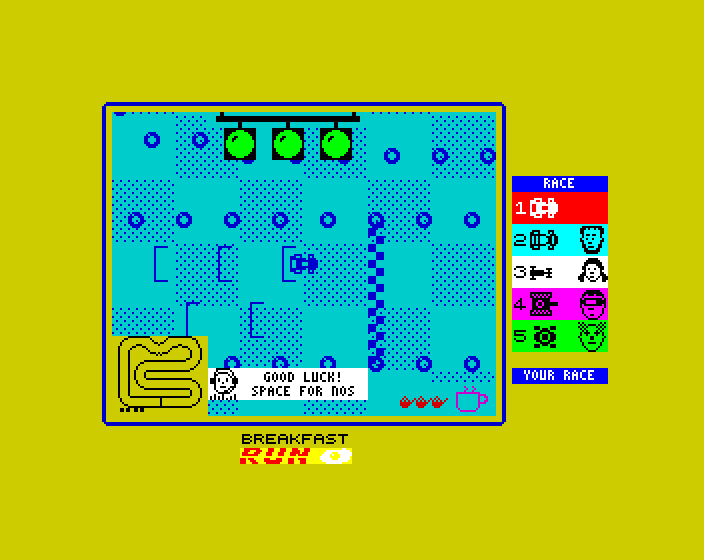 RACE
1
2
3
4
5
GOOD LUCK!
SPACE FOR NOS
YOUR RACE
BREAKFAST
RUN